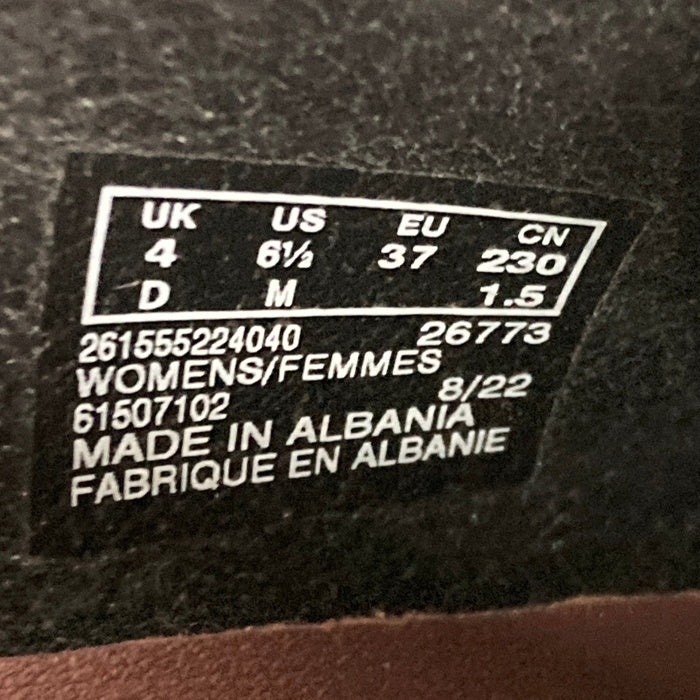 UK US EU CN
4 6½ 37 230
D M 1.5
261555224040 26773
WOMENS/FEMMES
61507102 8/22
MADE IN ALBANIA
FABRIQUE EN ALBANIE